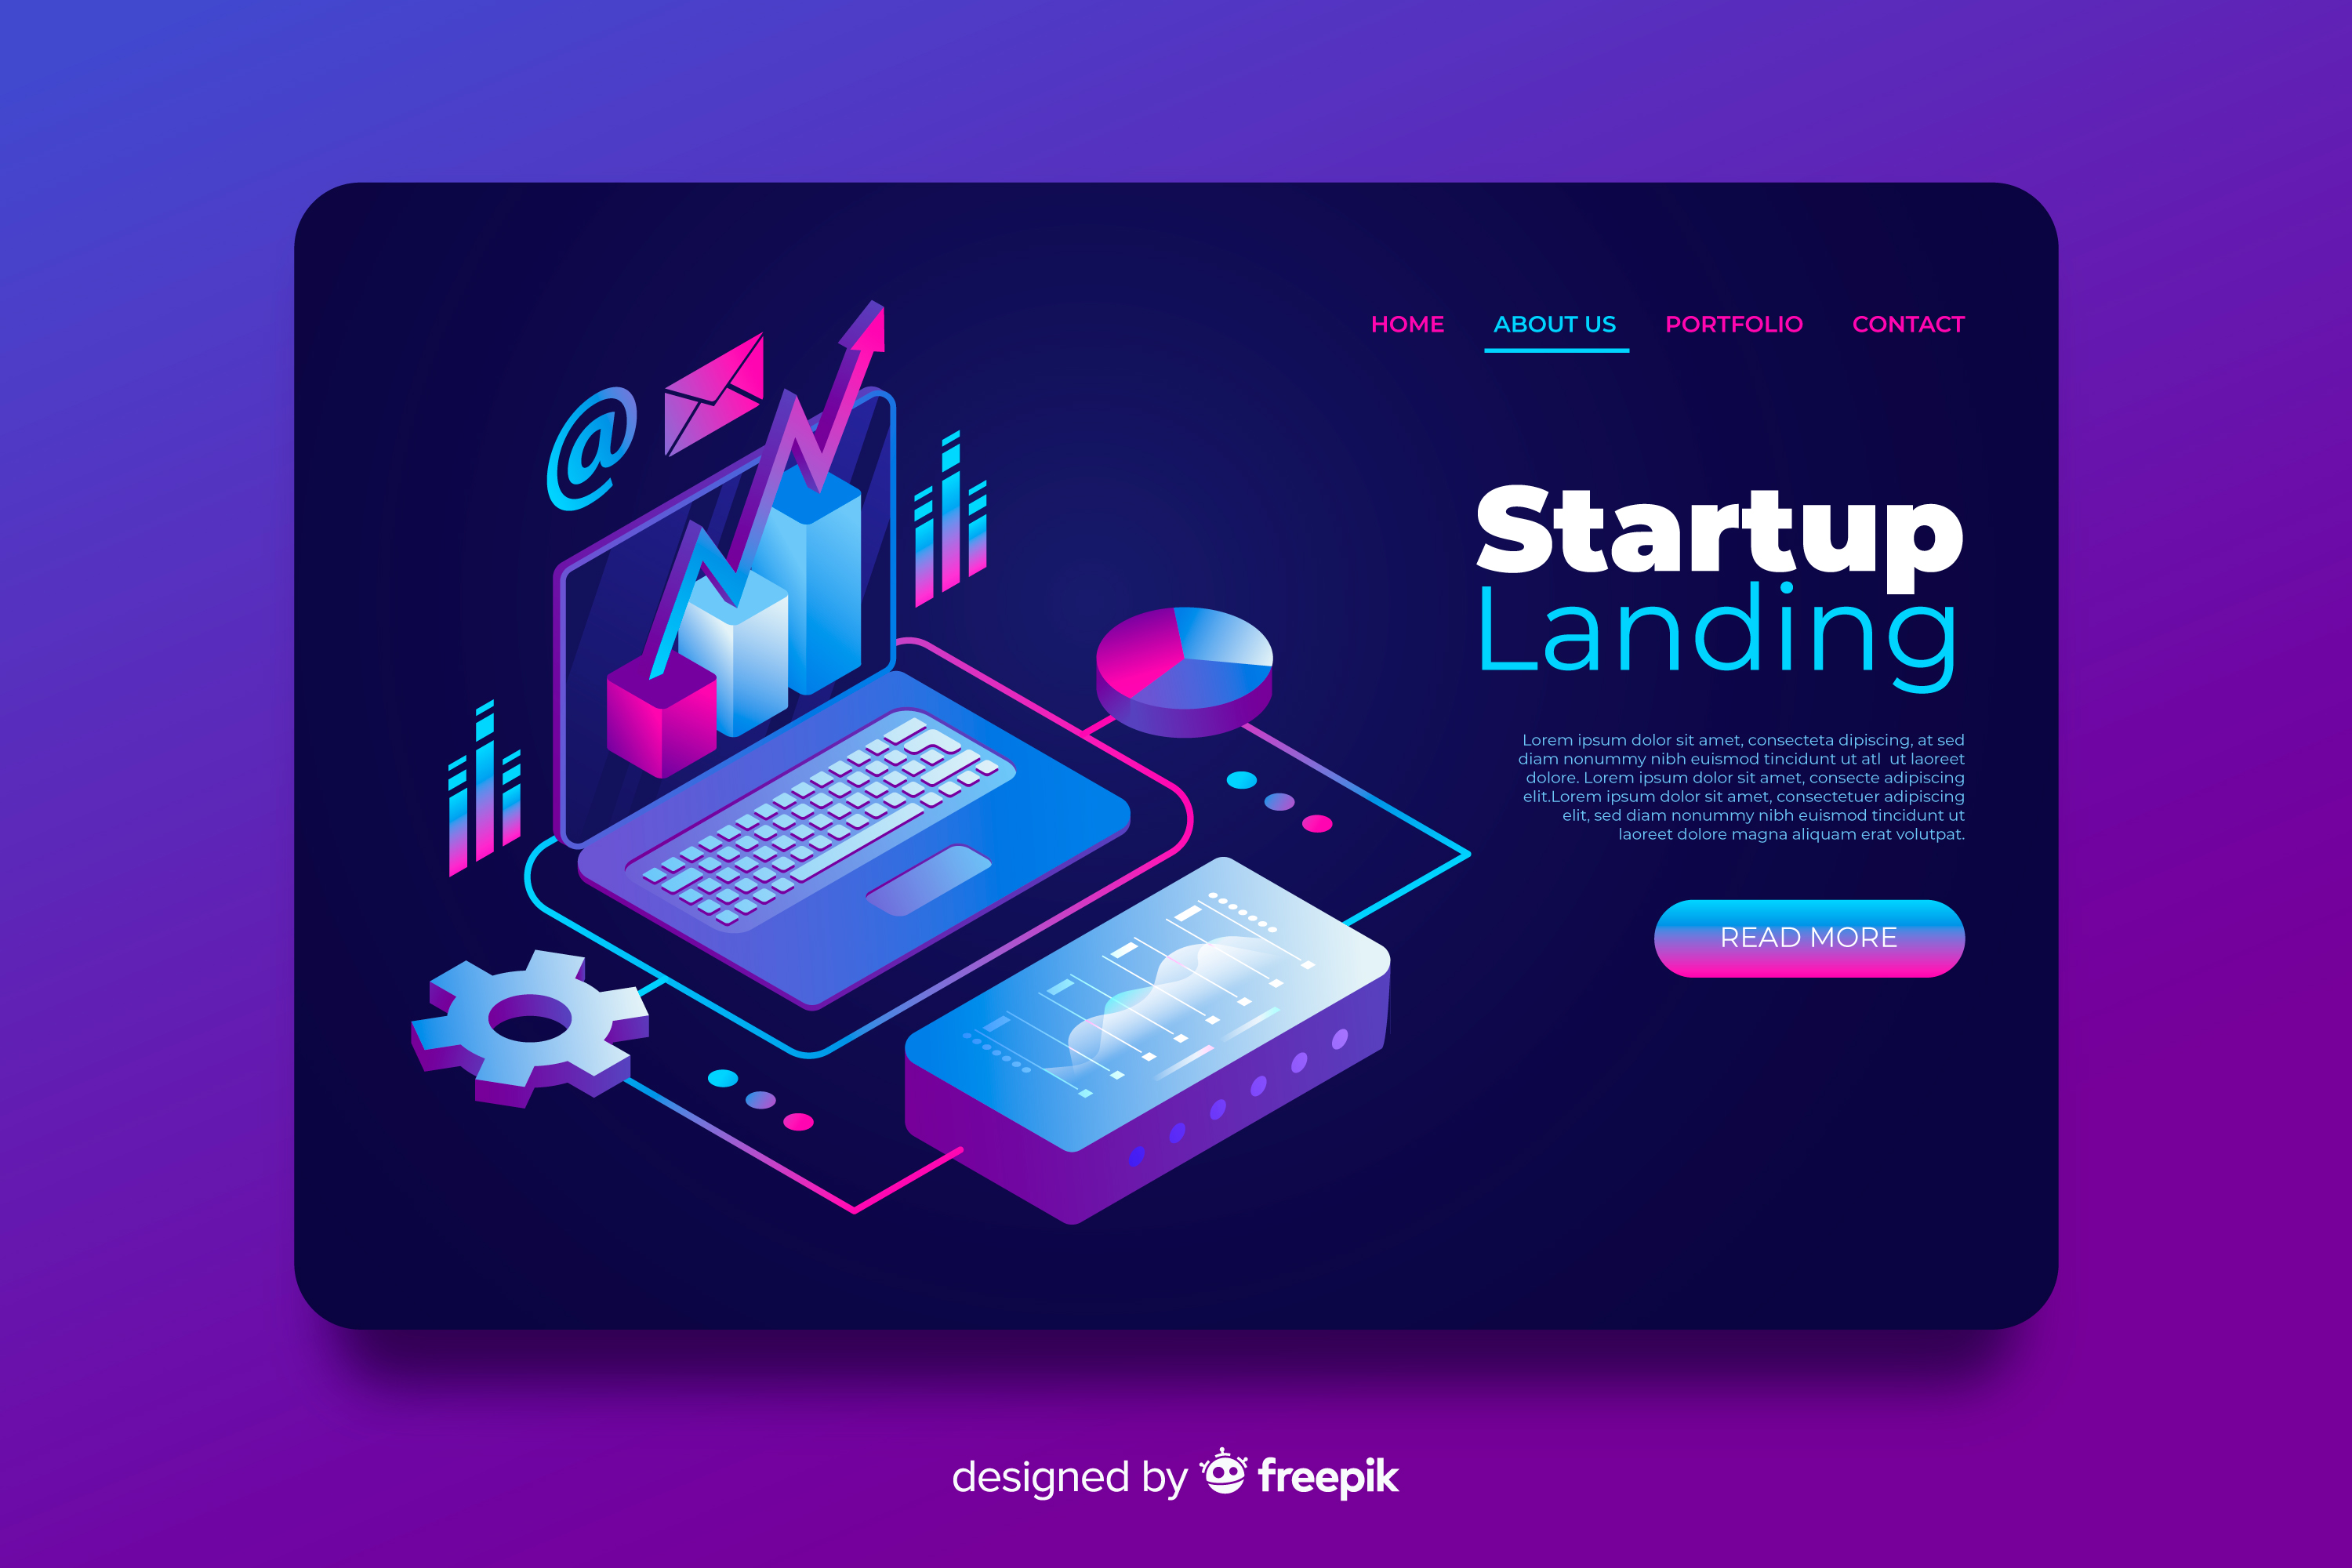 HOME ABOUT US PORTFOLIO CONTACT
Startup
Landing
Lorem ipsum dolor sit amet, consecteta dipiscing, at sed
diam nonummy nibh euismod tincidunt ut atl  ut laoreet
dolore. Lorem ipsum dolor sit amet, consecte adipiscing
elit.Lorem ipsum dolor sit amet, consectetuer adipiscing
elit, sed diam nonummy nibh euismod tincidunt ut
laoreet dolore magna aliquam erat volutpat.
READ MORE
@
designed by freepik